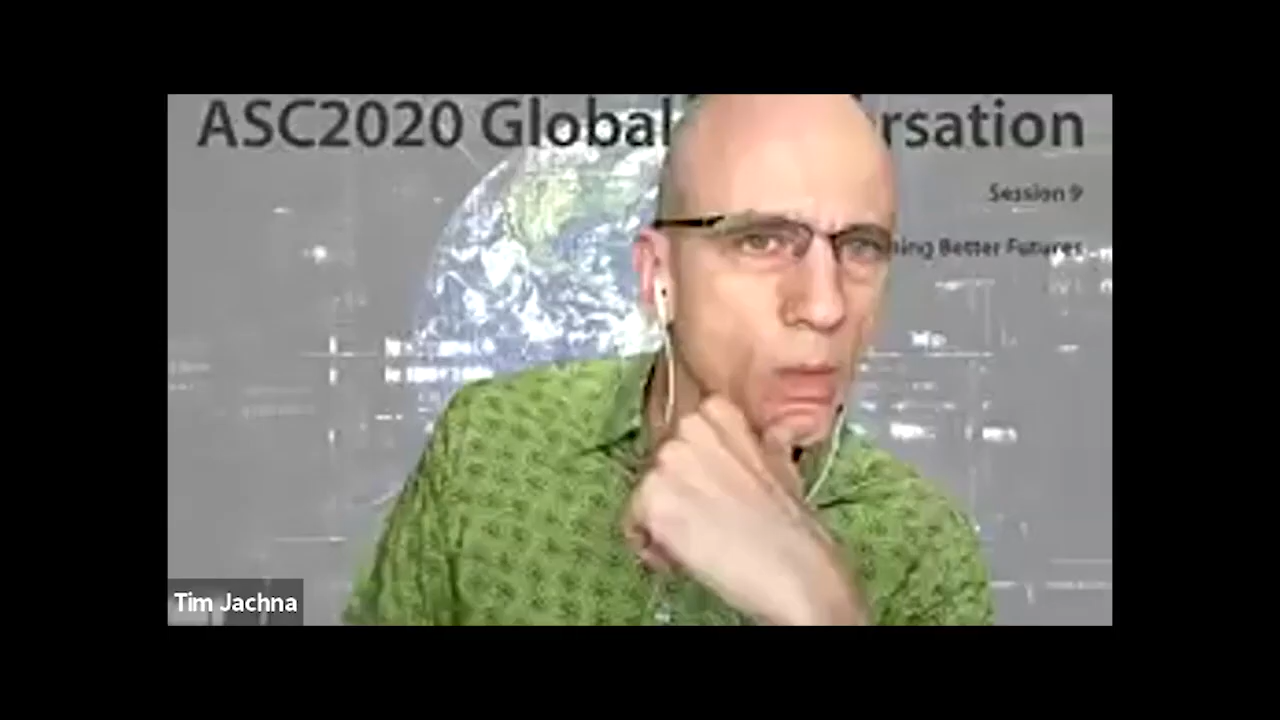 ASC2020 Global rsation
Session 9
ning Better Futures
Tim Jachna